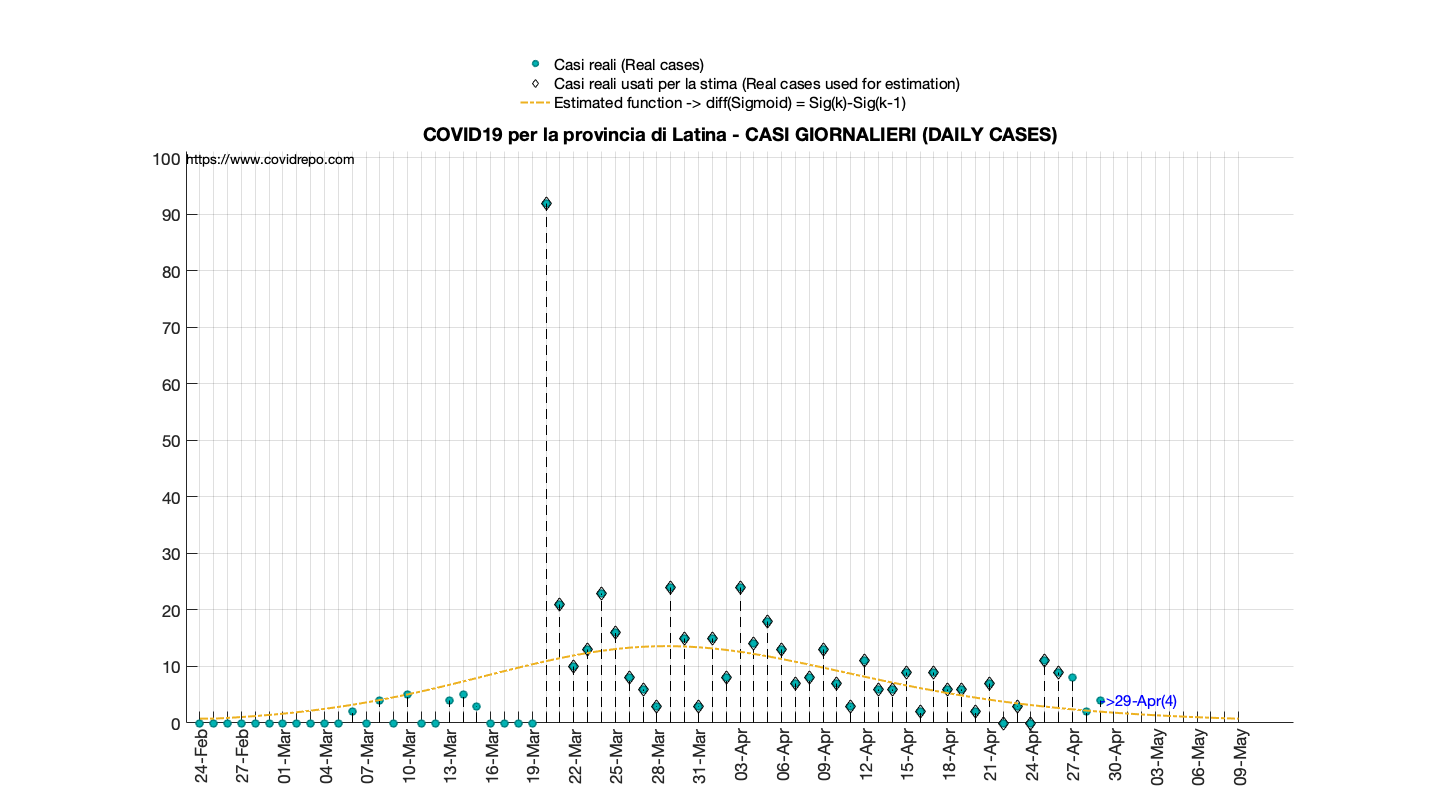 Casi reali (Real cases)
Casi reali usati per la stima (Real cases used for estimation)
Estimated function -> diff(Sigmoid) = Sig(k)-Sig(k-1)
COVID19 per la provincia di Latina - CASI GIORNALIERI (DAILY CASES)
https://www.covidrepo.com
100
90
80
70
60
50
40
30
20
10
0
>29-Apr(4)
24-Feb
27-Feb
01-Mar
04-Mar
07-Mar
10-Mar
13-Mar
16-Mar
19-Mar
22-Mar
25-Mar
28-Mar
31-Mar
03-Apr
06-Apr
09-Apr
12-Apr
15-Apr
18-Apr
21-Apr
24-Apr
27-Apr
30-Apr
03-May
06-May
09-May